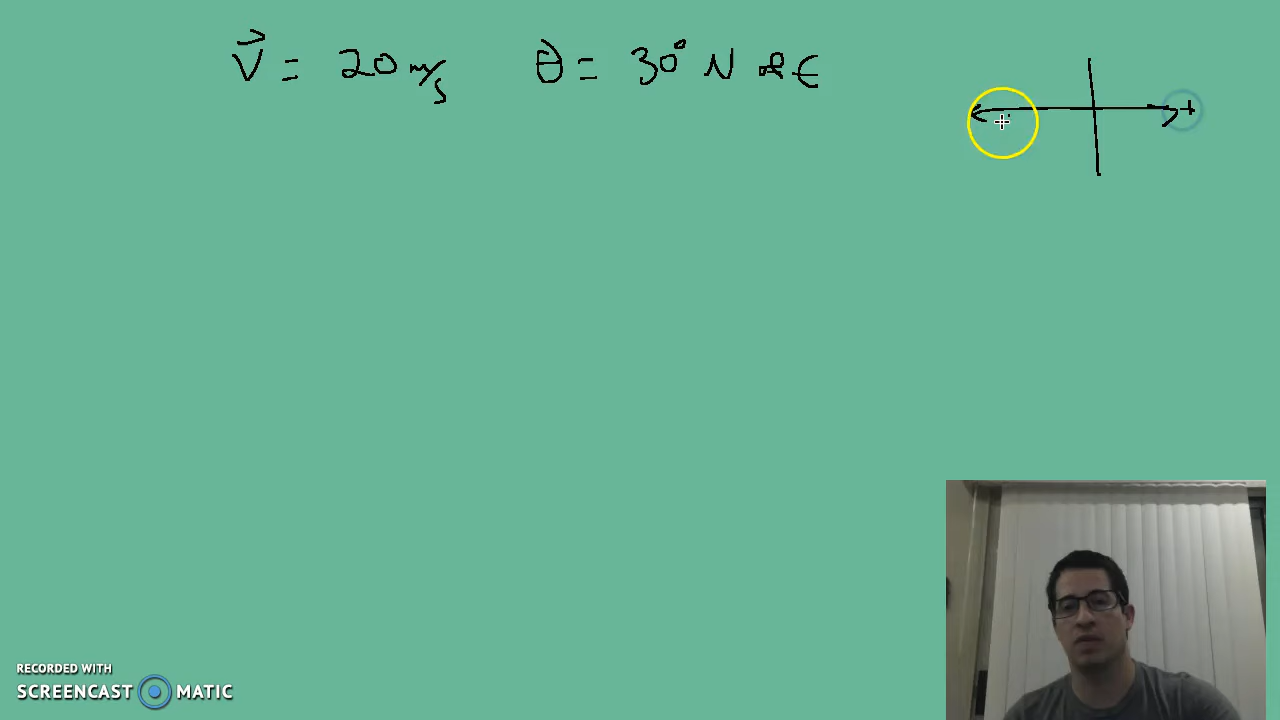 V⃗ = 20 m/s θ = 30° N of E
+
RECORDED WITH
SCREENCAST MATIC